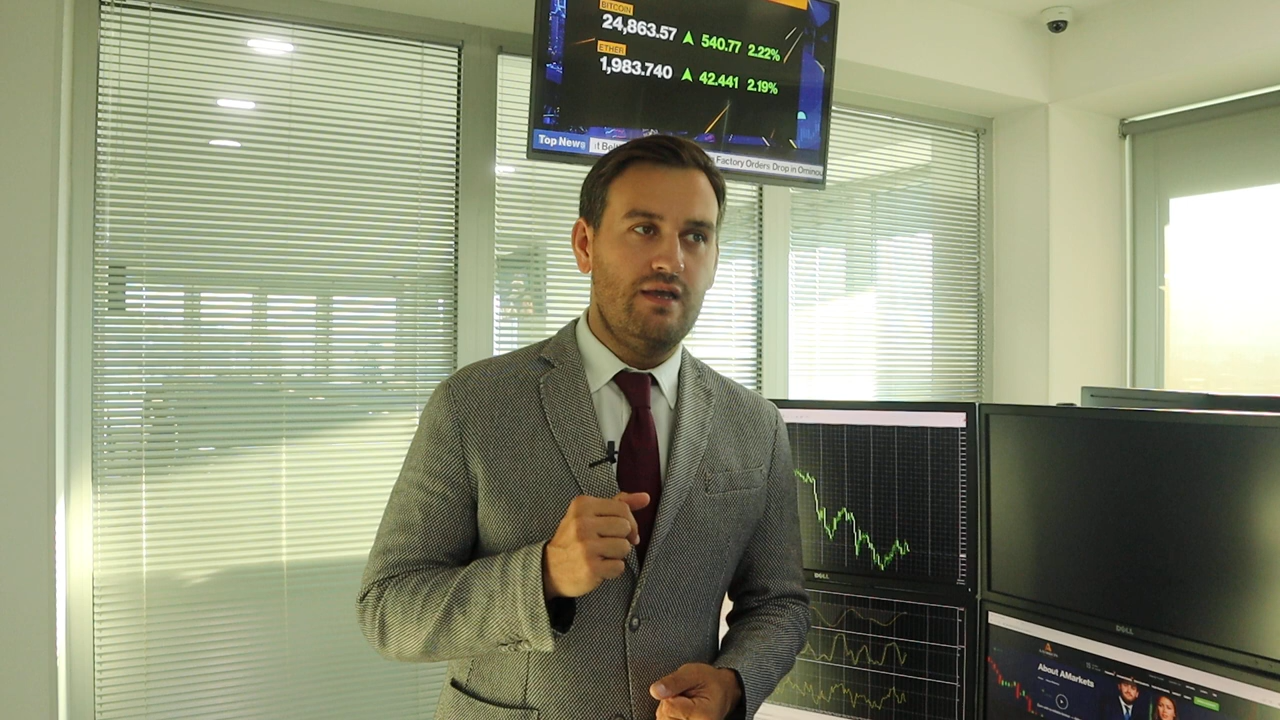 BITCOIN
24,863.57 ▲ 540.77 2.22%
ETHER
1,983.740 ▲ 42.441 2.19%
Top News
Factory Orders Drop in Ominou
DELL
DELL
About AMarkets